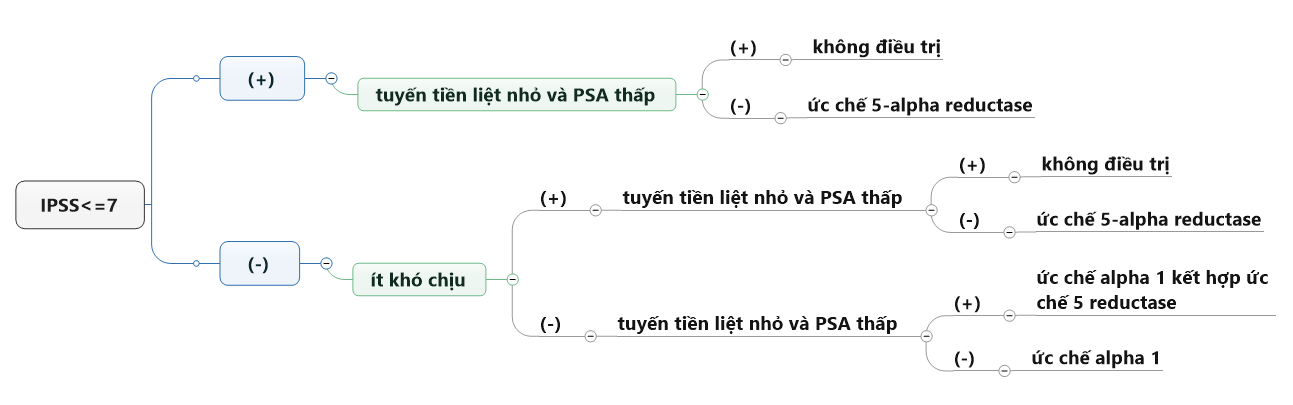 IPSS<=7
(+)
tuyến tiền liệt nhỏ và PSA thấp
(+)
không điều trị
(-)
ức chế 5-alpha reductase
(-)
ít khó chịu
(+)
tuyến tiền liệt nhỏ và PSA thấp
(+)
không điều trị
(-)
ức chế 5-alpha reductase
(-)
tuyến tiền liệt nhỏ và PSA thấp
(+)
ức chế alpha 1 kết hợp ức
chế 5 reductase
(-)
ức chế alpha 1